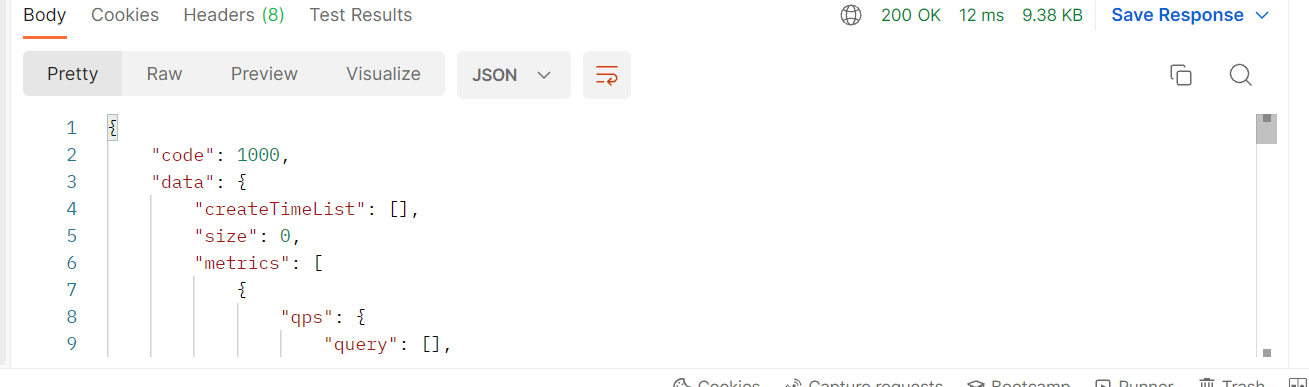 Body Cookies Headers (8) Test Results 200 OK 12 ms 9.38 KB Save Response
Pretty Raw Preview Visualize JSON
1 {
2 "code": 1000,
3 "data": {
4 "createTimeList": [],
5 "size": 0,
6 "metrics": [
7 {
8 "qps": {
9 "query": [],
Cookies Capture requests Bootcamp Runner Trash